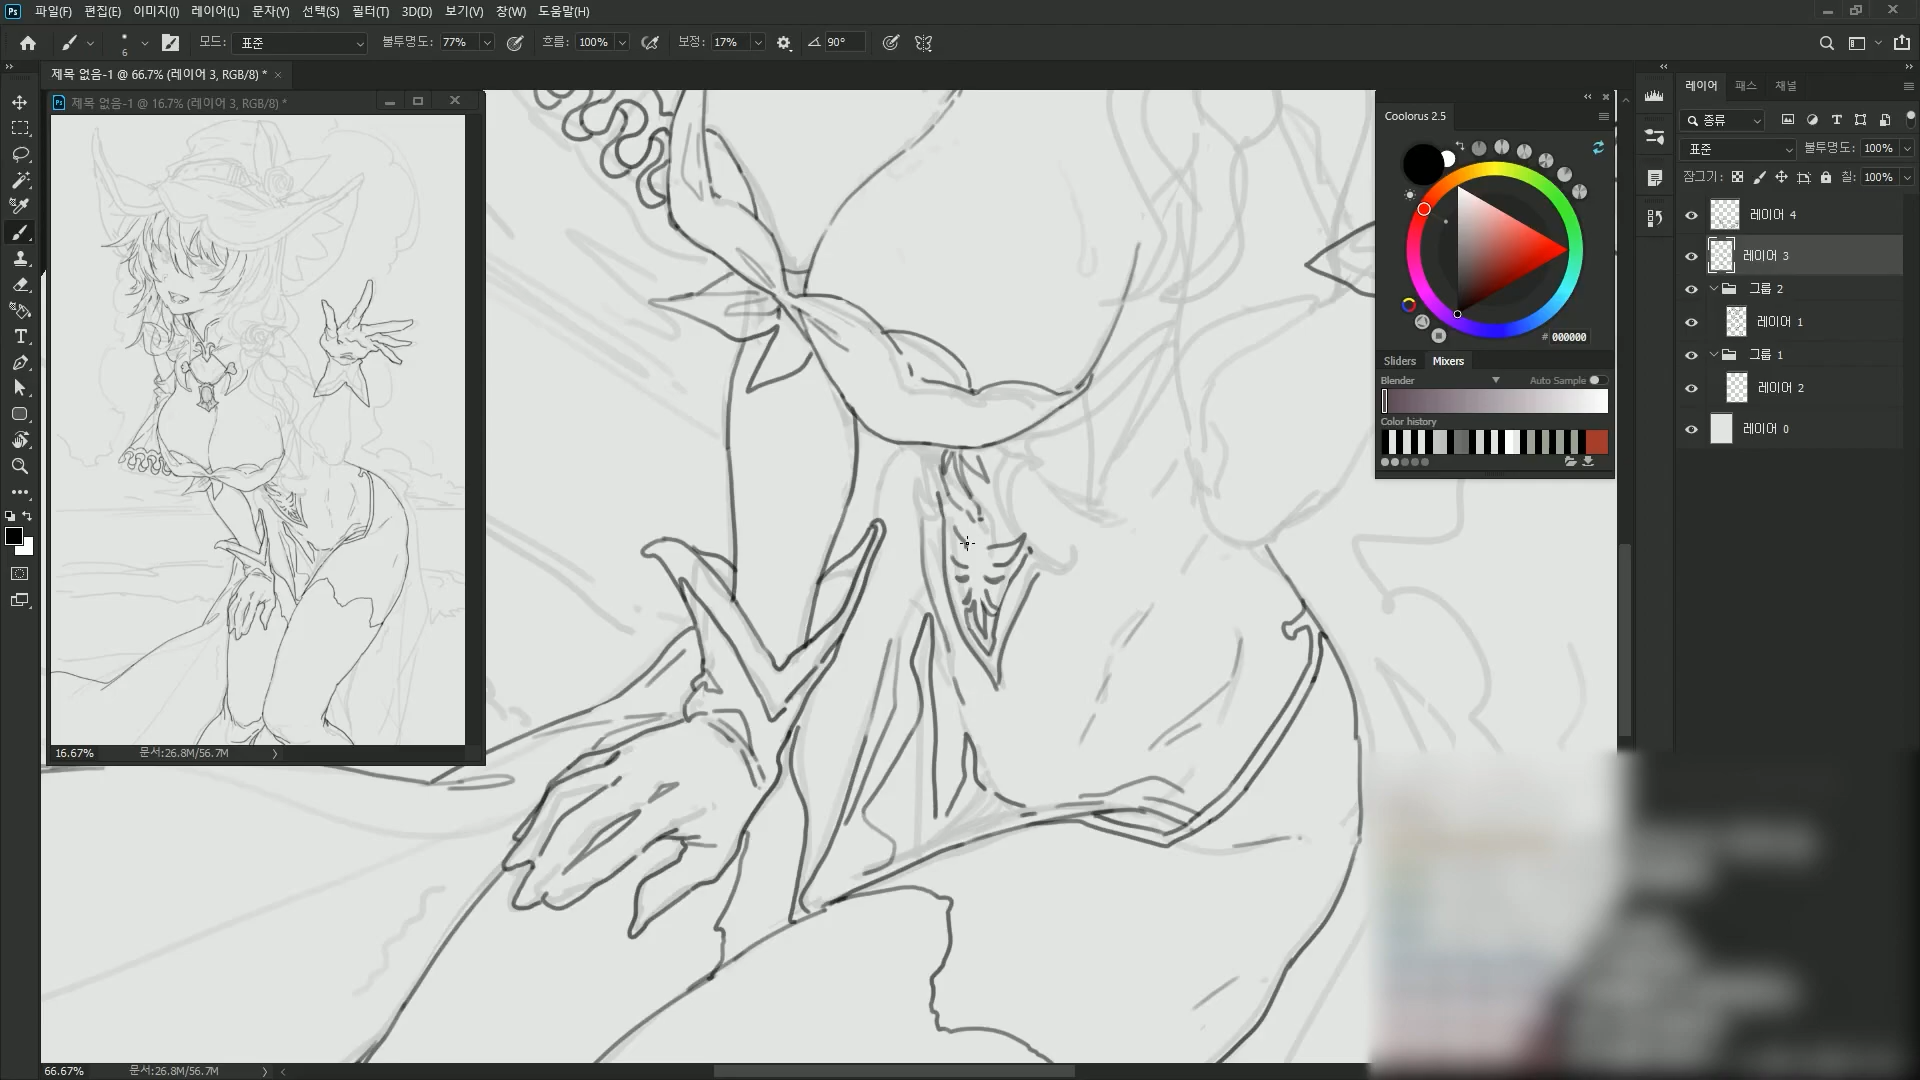 Ps 파일(F) 편집(E) 이미지(I) 레이어(L) 문자(Y) 선택(S) 필터(T) 3D(D) 보기(V) 창(W) 도움말(H)
6 모드: 표준 불투명도: 77% 흐름: 100% 보정: 17% 90°
제목 없음-1 @ 66.7% (레이어 3, RGB/8) *
Ps 제목 없음-1 @ 16.7% (레이어 3, RGB/8) *
16.67% 문서:26.8M/56.7M
Coolorus 2.5
# 000000
Sliders Mixers
Blender Auto Sample
Color history
레이어 패스 채널
종류
표준 불투명도: 100%
잠그기: 칠: 100%
레이어 4
레이어 3
그룹 2
레이어 1
그룹 1
레이어 2
레이어 0
66.67% 문서:26.8M/56.7M